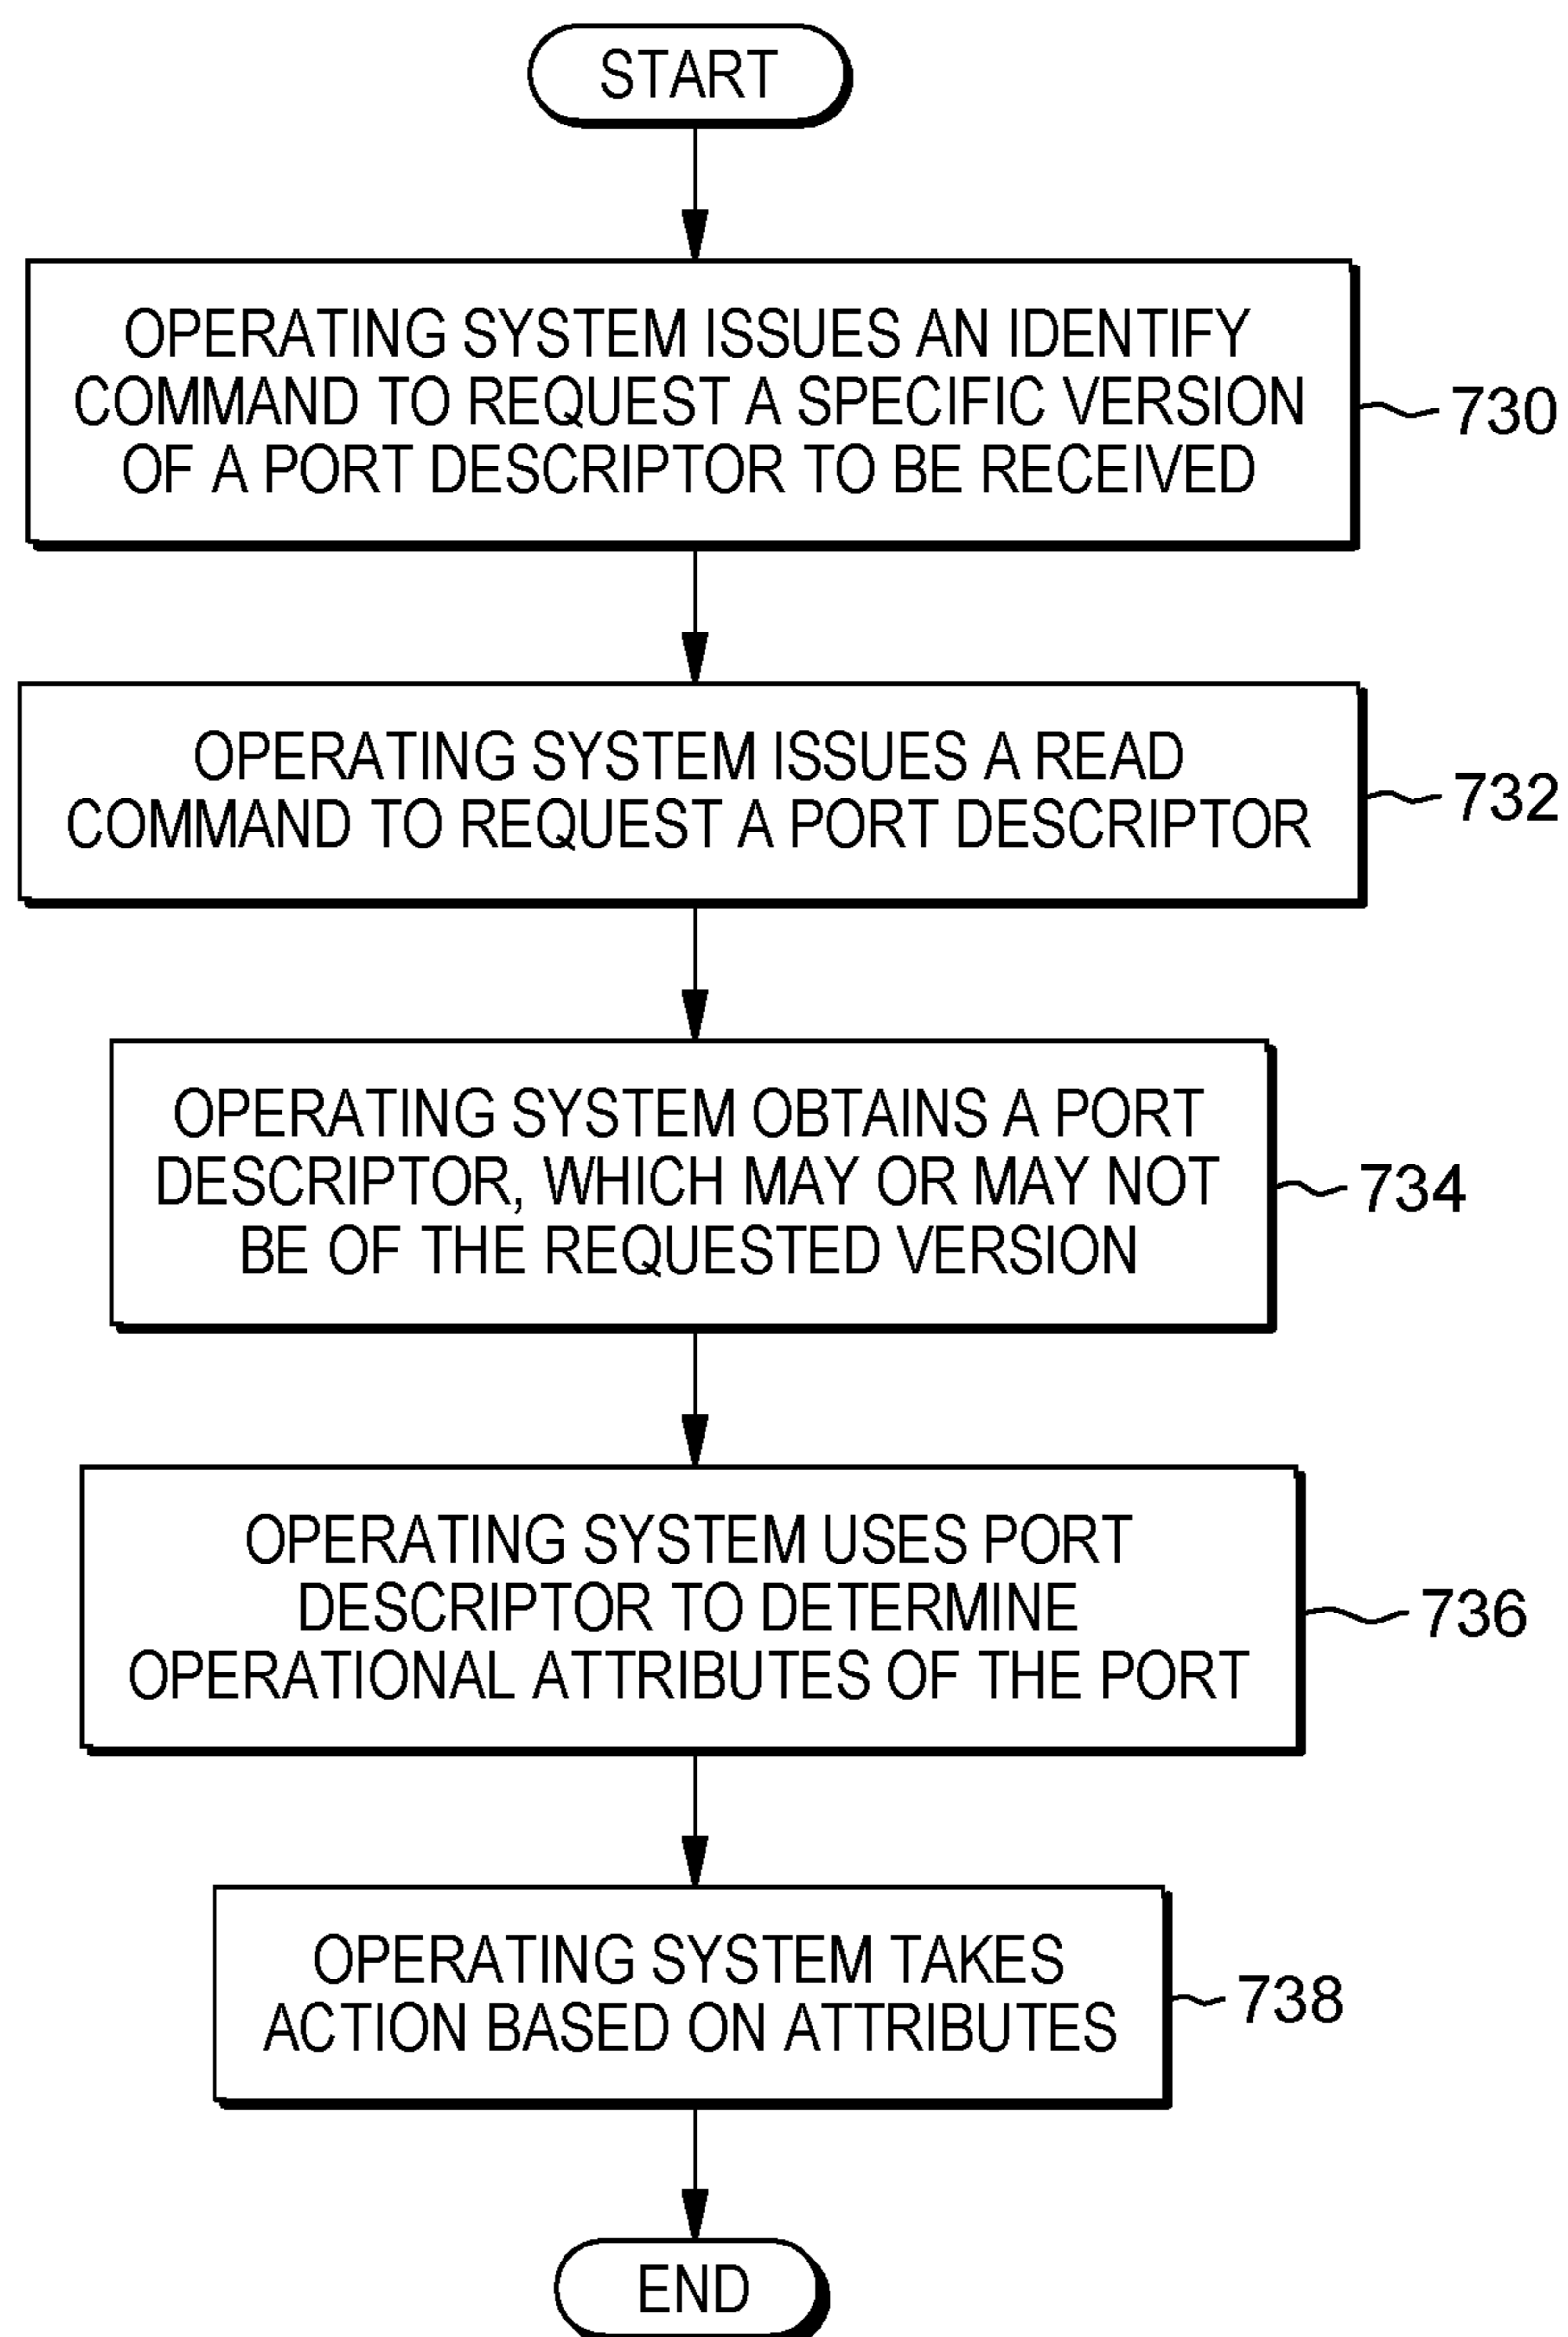 START
OPERATING SYSTEM ISSUES AN IDENTIFY
COMMAND TO REQUEST A SPECIFIC VERSION
OF A PORT DESCRIPTOR TO BE RECEIVED
730
OPERATING SYSTEM ISSUES A READ
COMMAND TO REQUEST A PORT DESCRIPTOR
732
OPERATING SYSTEM OBTAINS A PORT
DESCRIPTOR, WHICH MAY OR MAY NOT
BE OF THE REQUESTED VERSION
734
OPERATING SYSTEM USES PORT
DESCRIPTOR TO DETERMINE
OPERATIONAL ATTRIBUTES OF THE PORT
736
OPERATING SYSTEM TAKES
ACTION BASED ON ATTRIBUTES
738
END